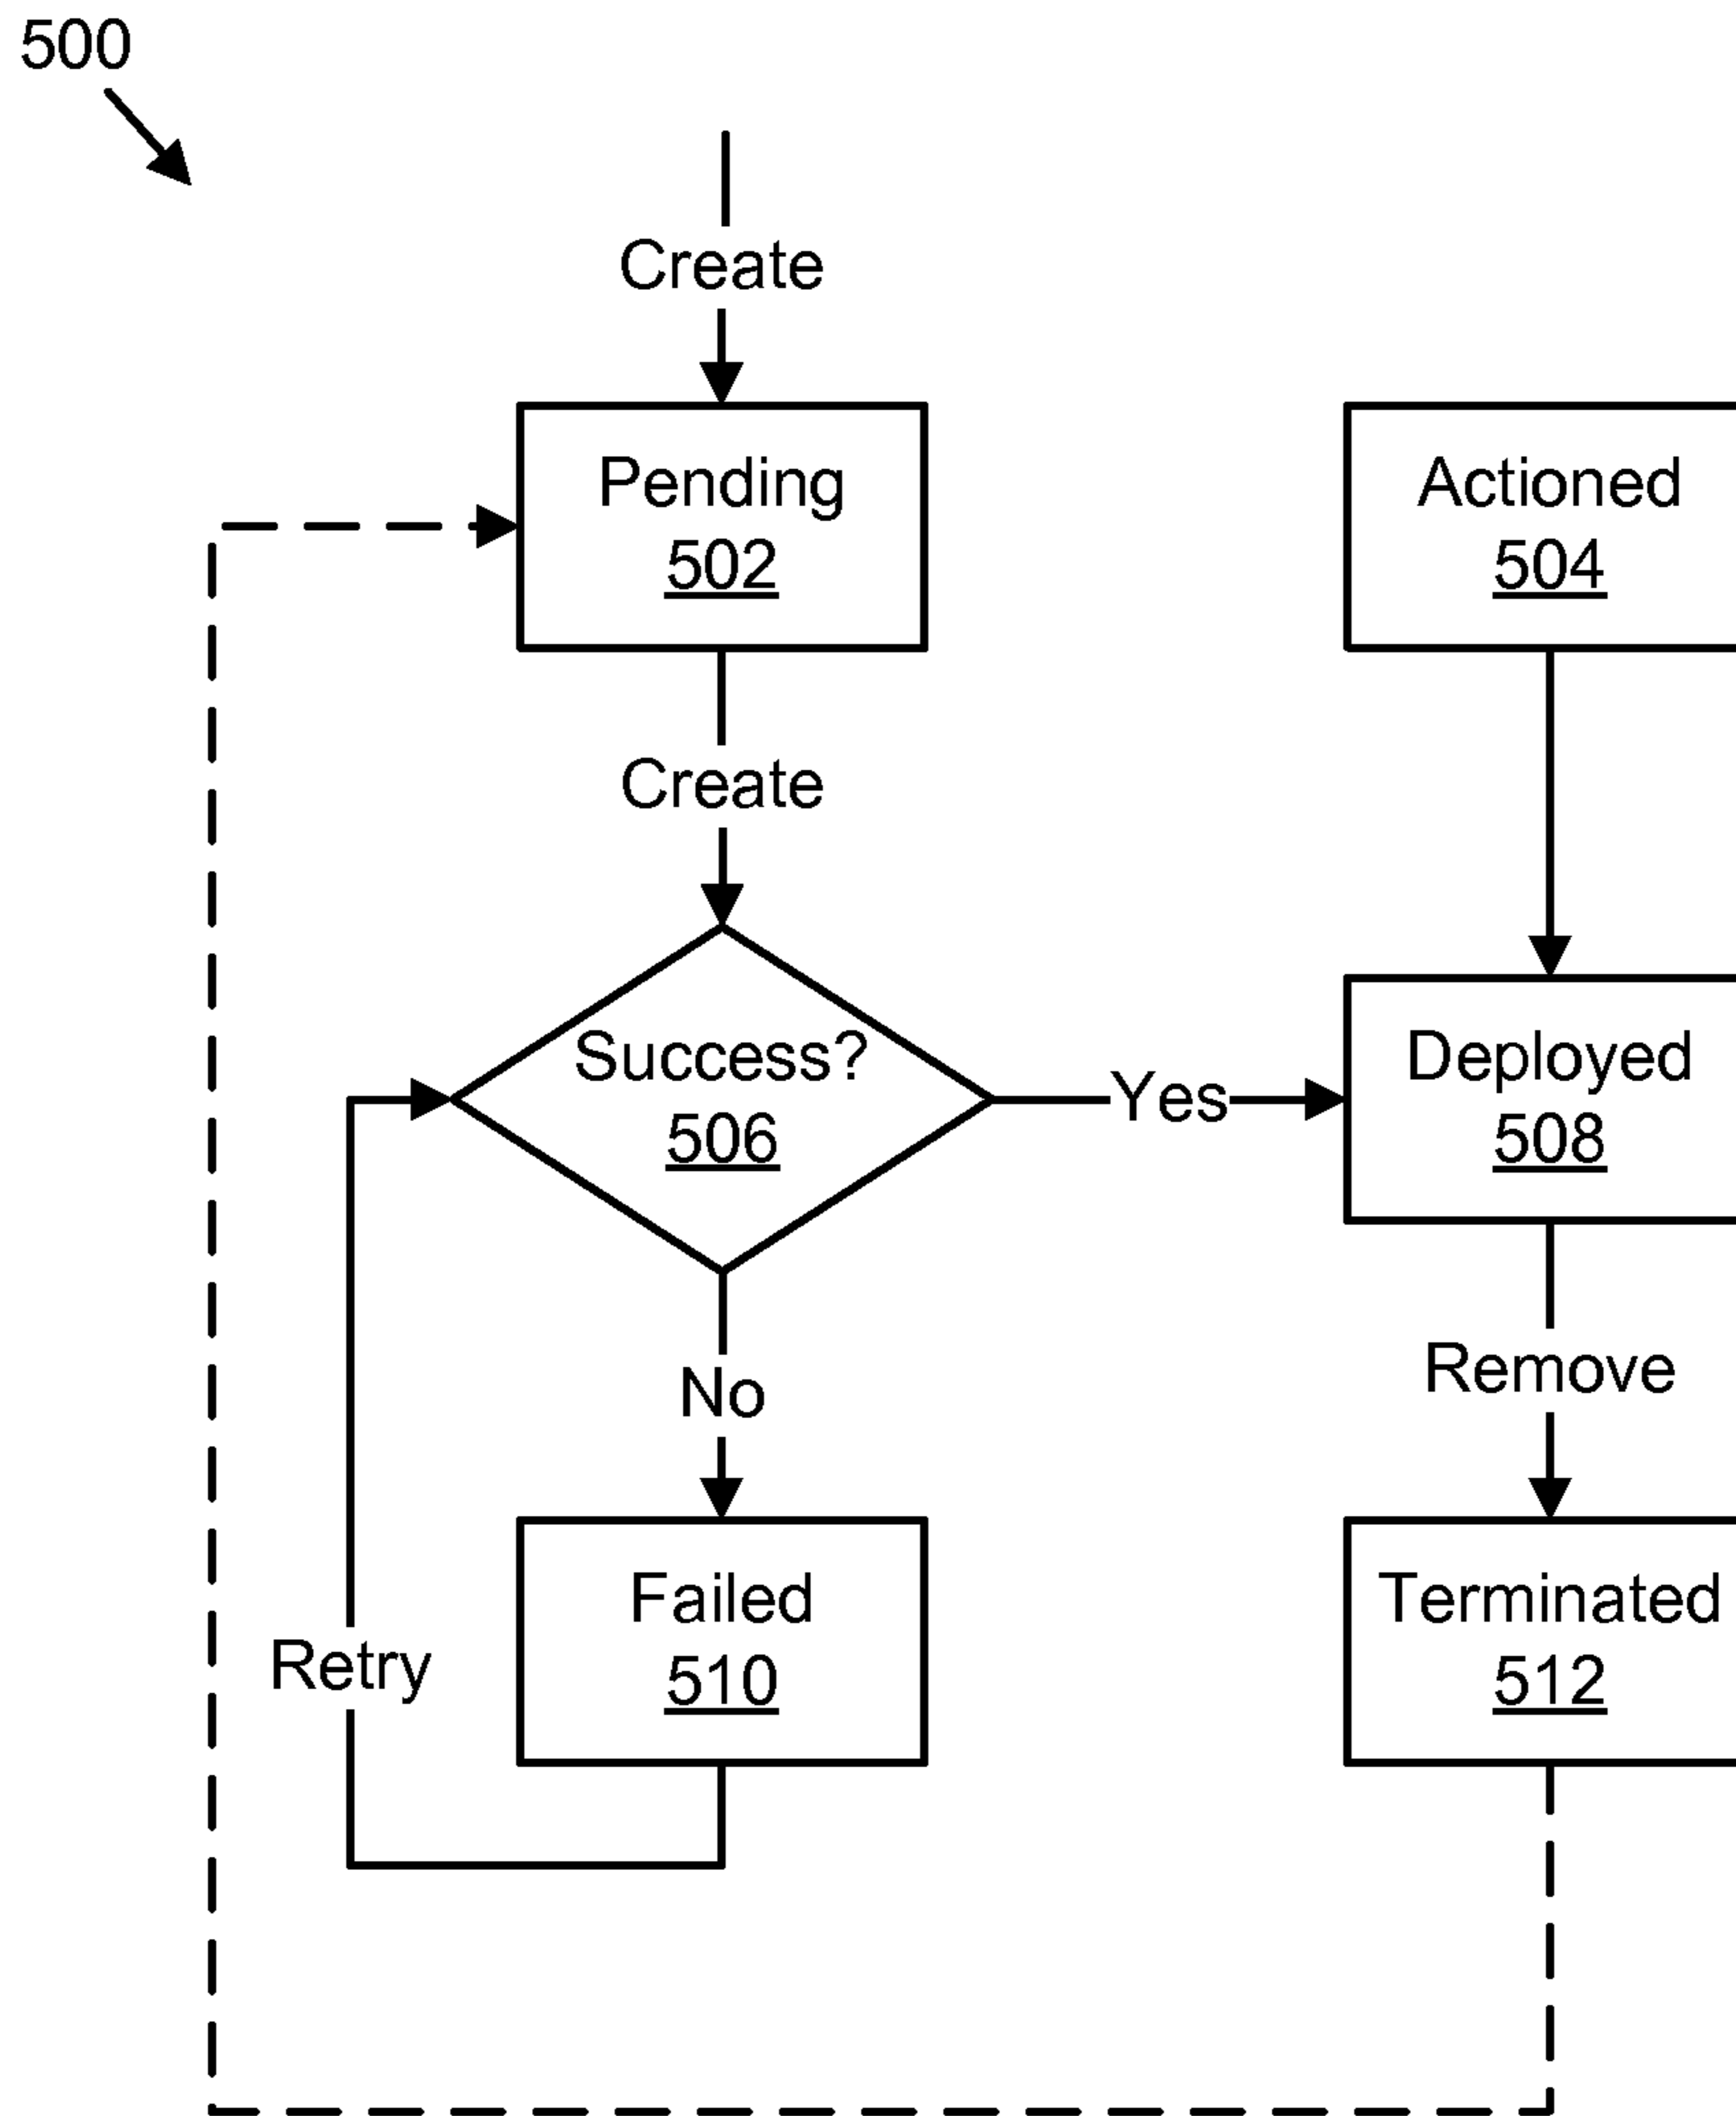 500
Create
Pending
502
Actioned
504
Create
Success?
506
Yes
Deployed
508
No
Remove
Failed
510
Terminated
512
Retry